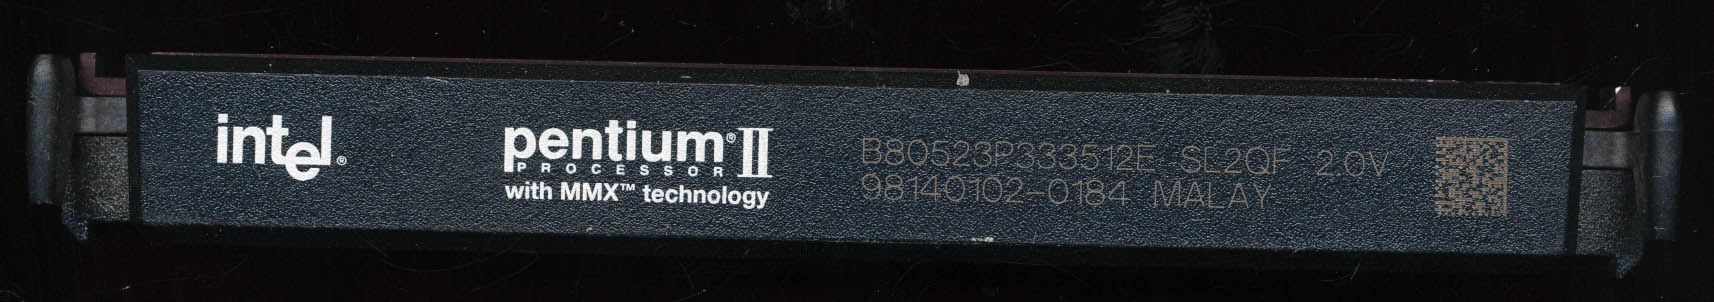 intel®
pentium® II
PROCESSOR
with MMX™ technology
B80523P333512E SL2QF 2.0V
98140102-0184 MALAY